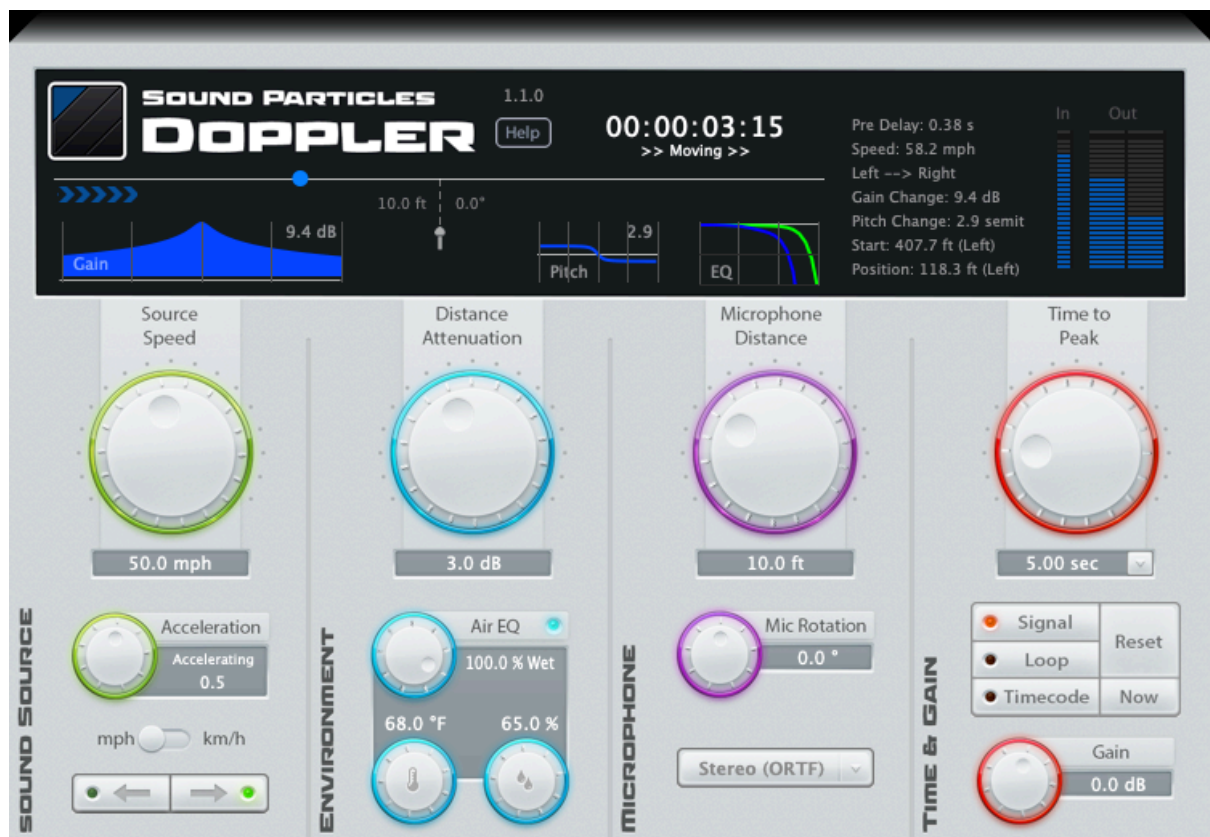 SOUND PARTICLES
DOPPLER
1.1.0
Help
00:00:03:15
>> Moving >>
Pre Delay: 0.38 s
Speed: 58.2 mph
Left --> Right
Gain Change: 9.4 dB
Pitch Change: 2.9 semit
Start: 407.7 ft (Left)
Position: 118.3 ft (Left)
In
Out
10.0 ft
0.0°
9.4 dB
Gain
2.9
Pitch
EQ
Source
Speed
50.0 mph
Distance
Attenuation
3.0 dB
Microphone
Distance
10.0 ft
Time to
Peak
5.00 sec
SOUND SOURCE
Acceleration
Accelerating
0.5
mph
km/h
ENVIRONMENT
Air EQ
100.0 % Wet
68.0 °F
65.0 %
MICROPHONE
Mic Rotation
0.0 °
Stereo (ORTF)
TIME & GAIN
Signal
Loop
Timecode
Reset
Now
Gain
0.0 dB